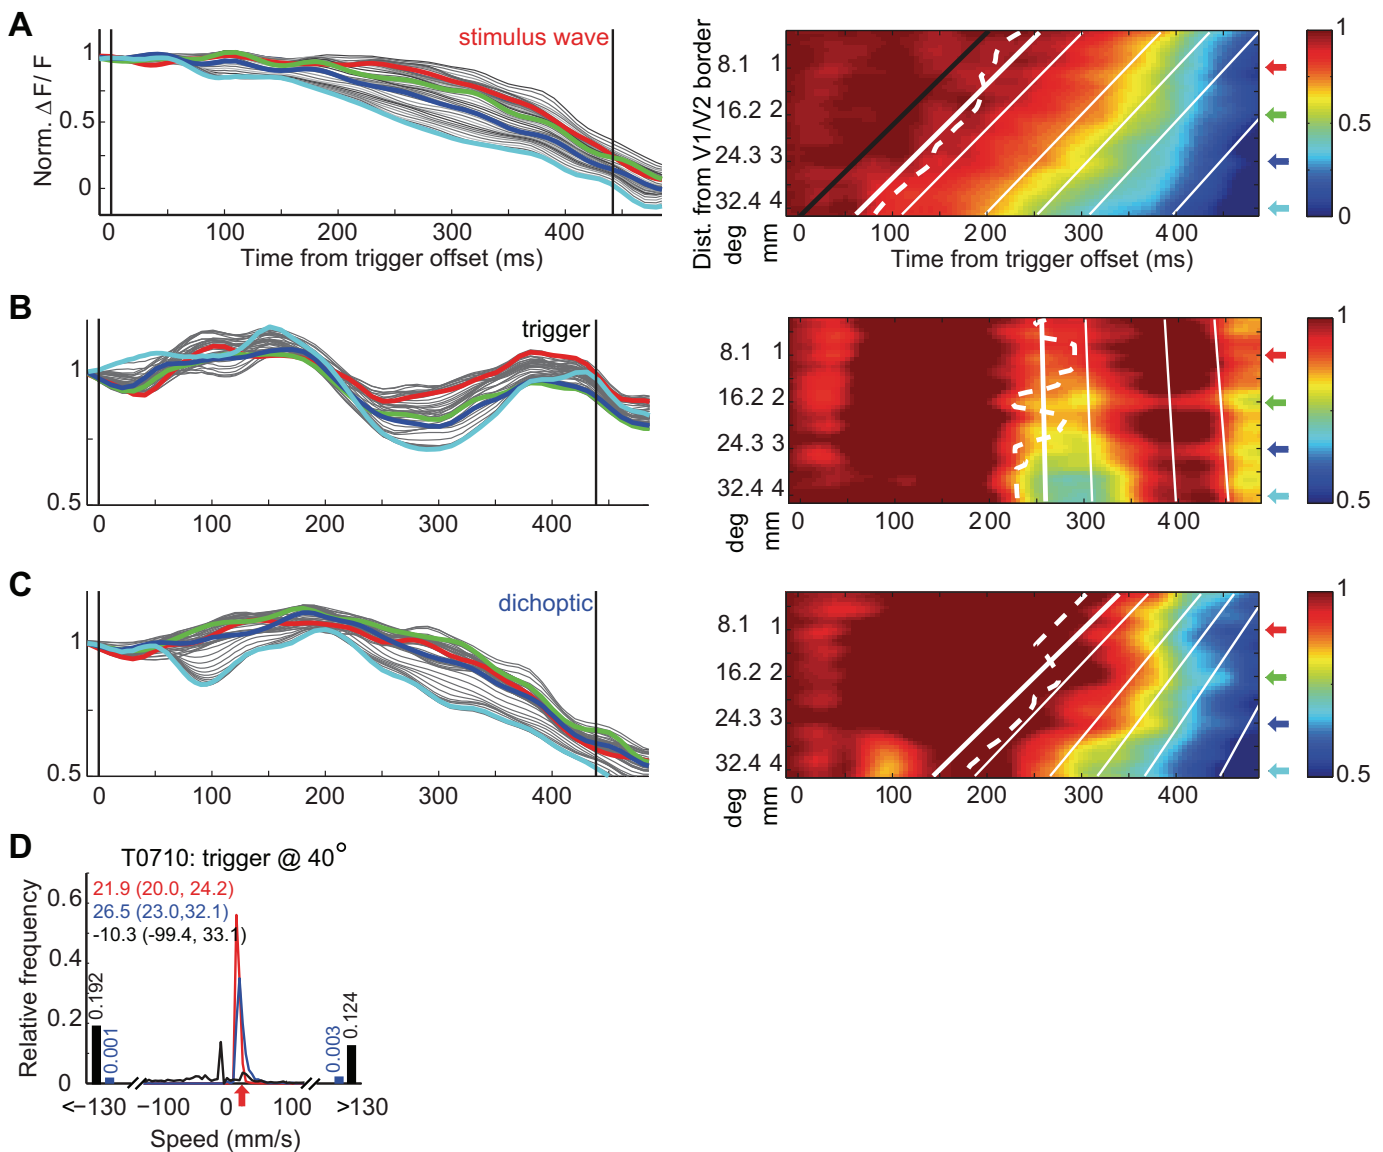 A
stimulus wave
Norm. Δ F/ F
1
0.5
0
0 100 200 300 400
Time from trigger offset (ms)
Dist. from V1/V2 border
deg
mm
8.1 1
16.2 2
24.3 3
32.4 4
0 100 200 300 400
Time from trigger offset (ms)
1
0.5
0
B
trigger
1
0.5
0 100 200 300 400
8.1 1
16.2 2
24.3 3
32.4 4
deg
mm
0 100 200 300 400
1
0.5
C
dichoptic
1
0.5
0 100 200 300 400
8.1 1
16.2 2
24.3 3
32.4 4
deg
mm
0 100 200 300 400
1
0.5
D
T0710: trigger @ 40°
21.9 (20.0, 24.2)
26.5 (23.0,32.1)
-10.3 (-99.4, 33.1)
Relative frequency
0.6
0.4
0.2
0
0.192
0.001
0.003
0.124
<−130 −100 0 100 >130
Speed (mm/s)